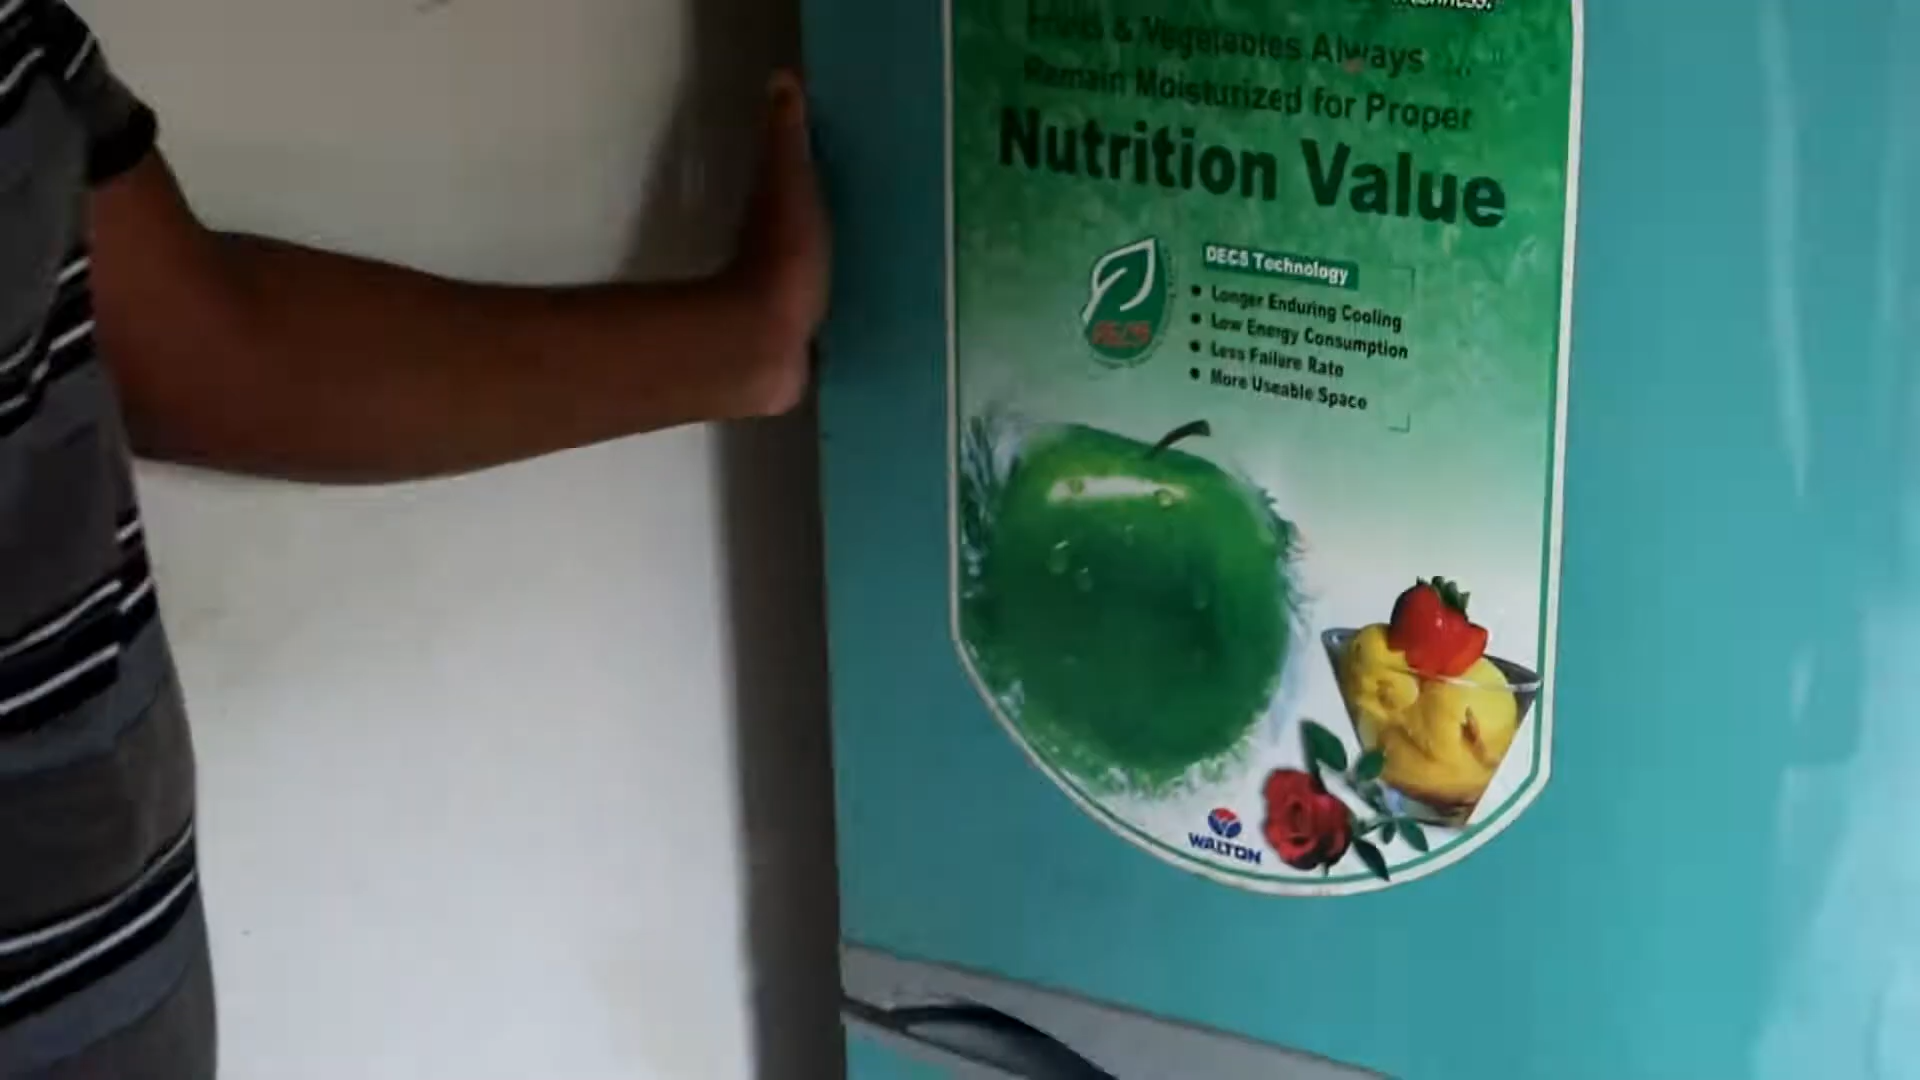 & Vegetables Always
Remain Moisturized for Proper
Nutrition Value
DECS Technology
Longer Enduring Cooling
Low Energy Consumption
Less Failure Rate
More Useable Space
DECS
WALTON